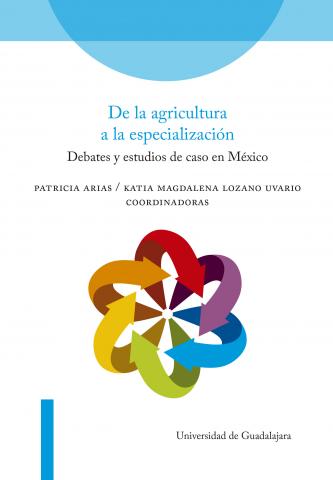 De la agricultura
a la especialización
Debates y estudios de caso en México
PATRICIA ARIAS / KATIA MAGDALENA LOZANO UVARIO
COORDINADORAS
Universidad de Guadalajara